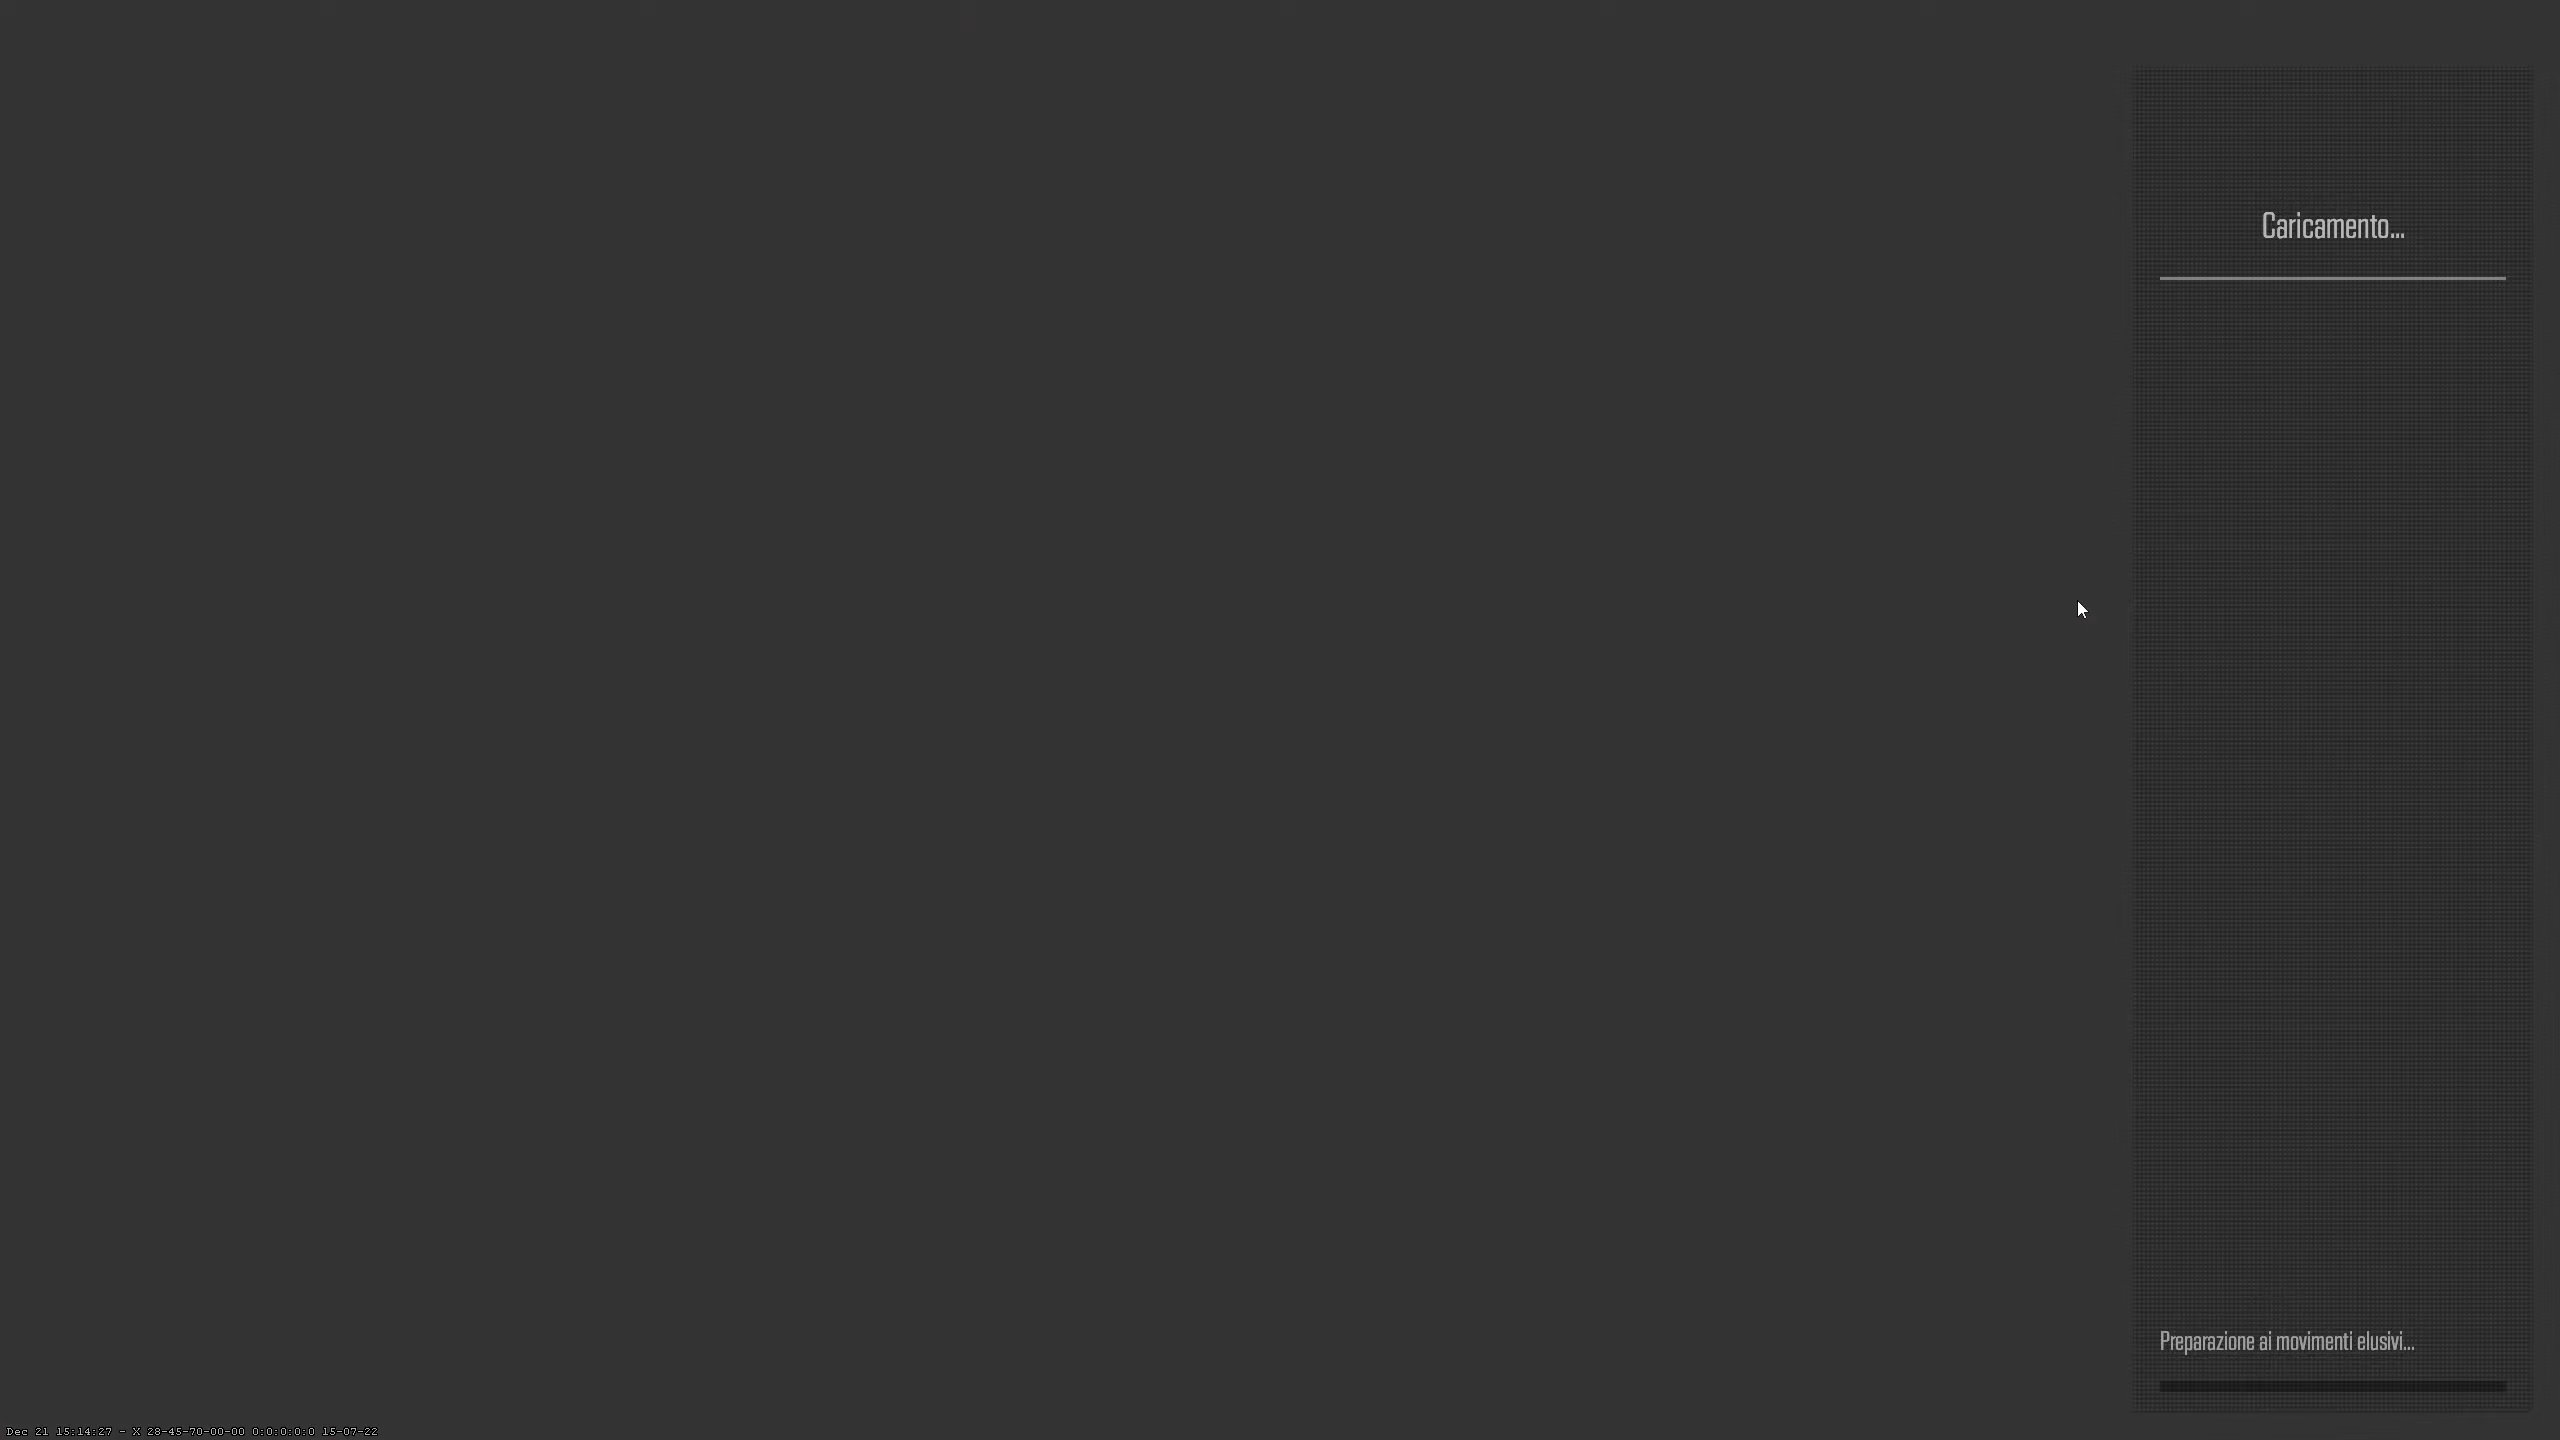 Caricamento...
Preparazione ai movimenti elusivi...
Dec 21 15:14:27 - X 28-45-70-00-00 0:0:0:0:0 15-07-22